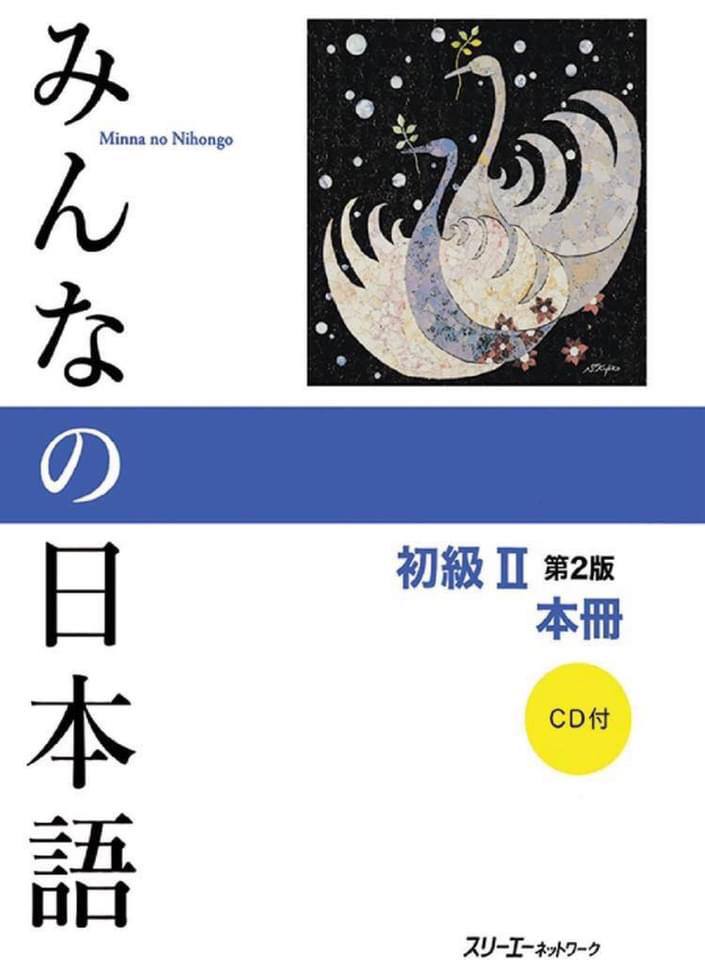 みんなの日本語
Minna no Nihongo
初級 II 第2版
本冊
CD付
スリーエーネットワーク